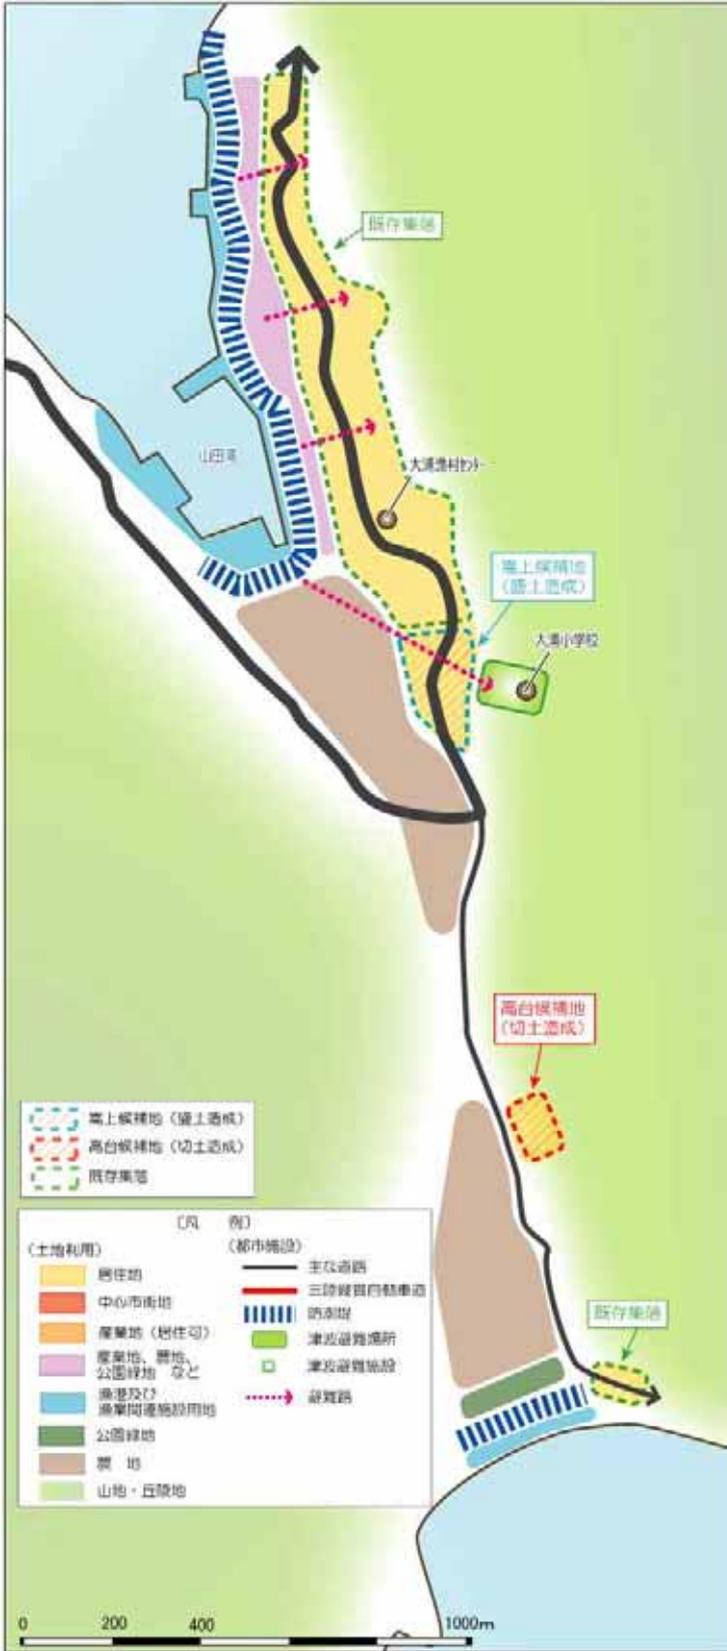 既存集落
山田湾
大浦漁村センター
嵩上候補地
(盛土造成)
大浦小学校
高台候補地
(切土造成)
嵩上候補地（盛土造成）
高台候補地（切土造成）
既存集落
〔凡　例〕
（土地利用）
（都市施設）
居住地
主な道路
中心市街地
三陸縦貫自動車道
産業地（居住可）
防潮堤
産業地、農地、
公園緑地　など
津波避難場所
津波避難施設
漁港及び
漁業関連施設用地
避難路
公園緑地
農　地
山地・丘陵地
既存集落
0 200 400 1000m